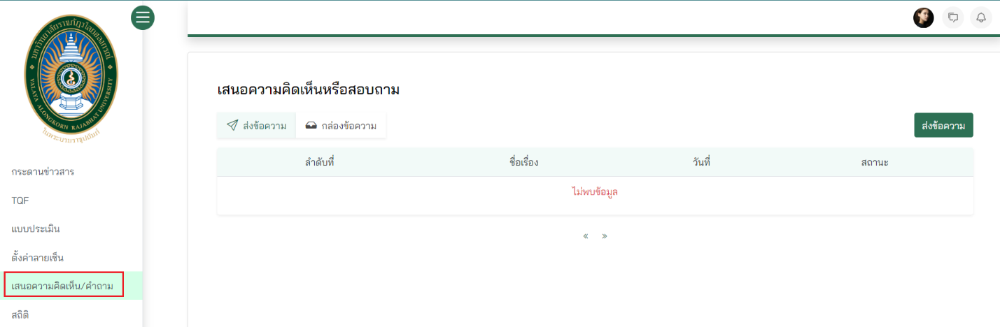 มหาวิทยาลัยราชภัฏวไลยอลงกรณ์
VALAYA ALONGKORN RAJABHAT UNIVERSITY
ในพระบรมราชูปถัมภ์
กระดานข่าวสาร
TQF
แบบประเมิน
ตั้งค่าลายเซ็น
เสนอความคิดเห็น/คำถาม
สถิติ
เสนอความคิดเห็นหรือสอบถาม
ส่งข้อความ กล่องข้อความ ส่งข้อความ
ลำดับที่ ชื่อเรื่อง วันที่ สถานะ
ไม่พบข้อมูล
« »